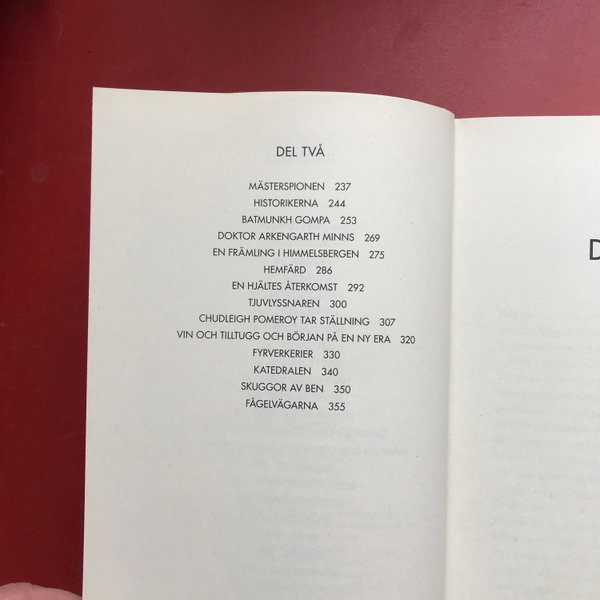 DEL TVÅ
MÄSTERSPIONEN 237
HISTORIKERNA 244
BATMUNKH GOMPA 253
DOKTOR ARKENGARTH MINNS 269
EN FRÄMLING I HIMMELSBERGEN 275
HEMFÄRD 286
EN HJÄLTES ÅTERKOMST 292
TJUVLYSSNAREN 300
CHUDLEIGH POMEROY TAR STÄLLNING 307
VIN OCH TILLTUGG OCH BÖRJAN PÅ EN NY ERA 320
FYRVERKERIER 330
KATEDRALEN 340
SKUGGOR AV BEN 350
FÅGELVÄGARNA 355
D